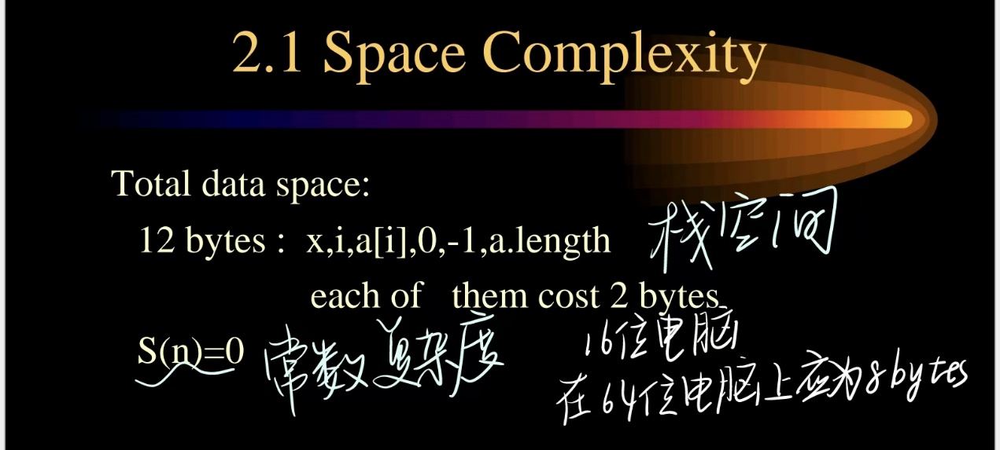 2.1 Space Complexity
Total data space:
12 bytes : x,i,a[i],0,-1,a.length
栈空间
each of them cost 2 bytes
16位电脑
S(n)=0
常数复杂度
在64位电脑上应为8bytes